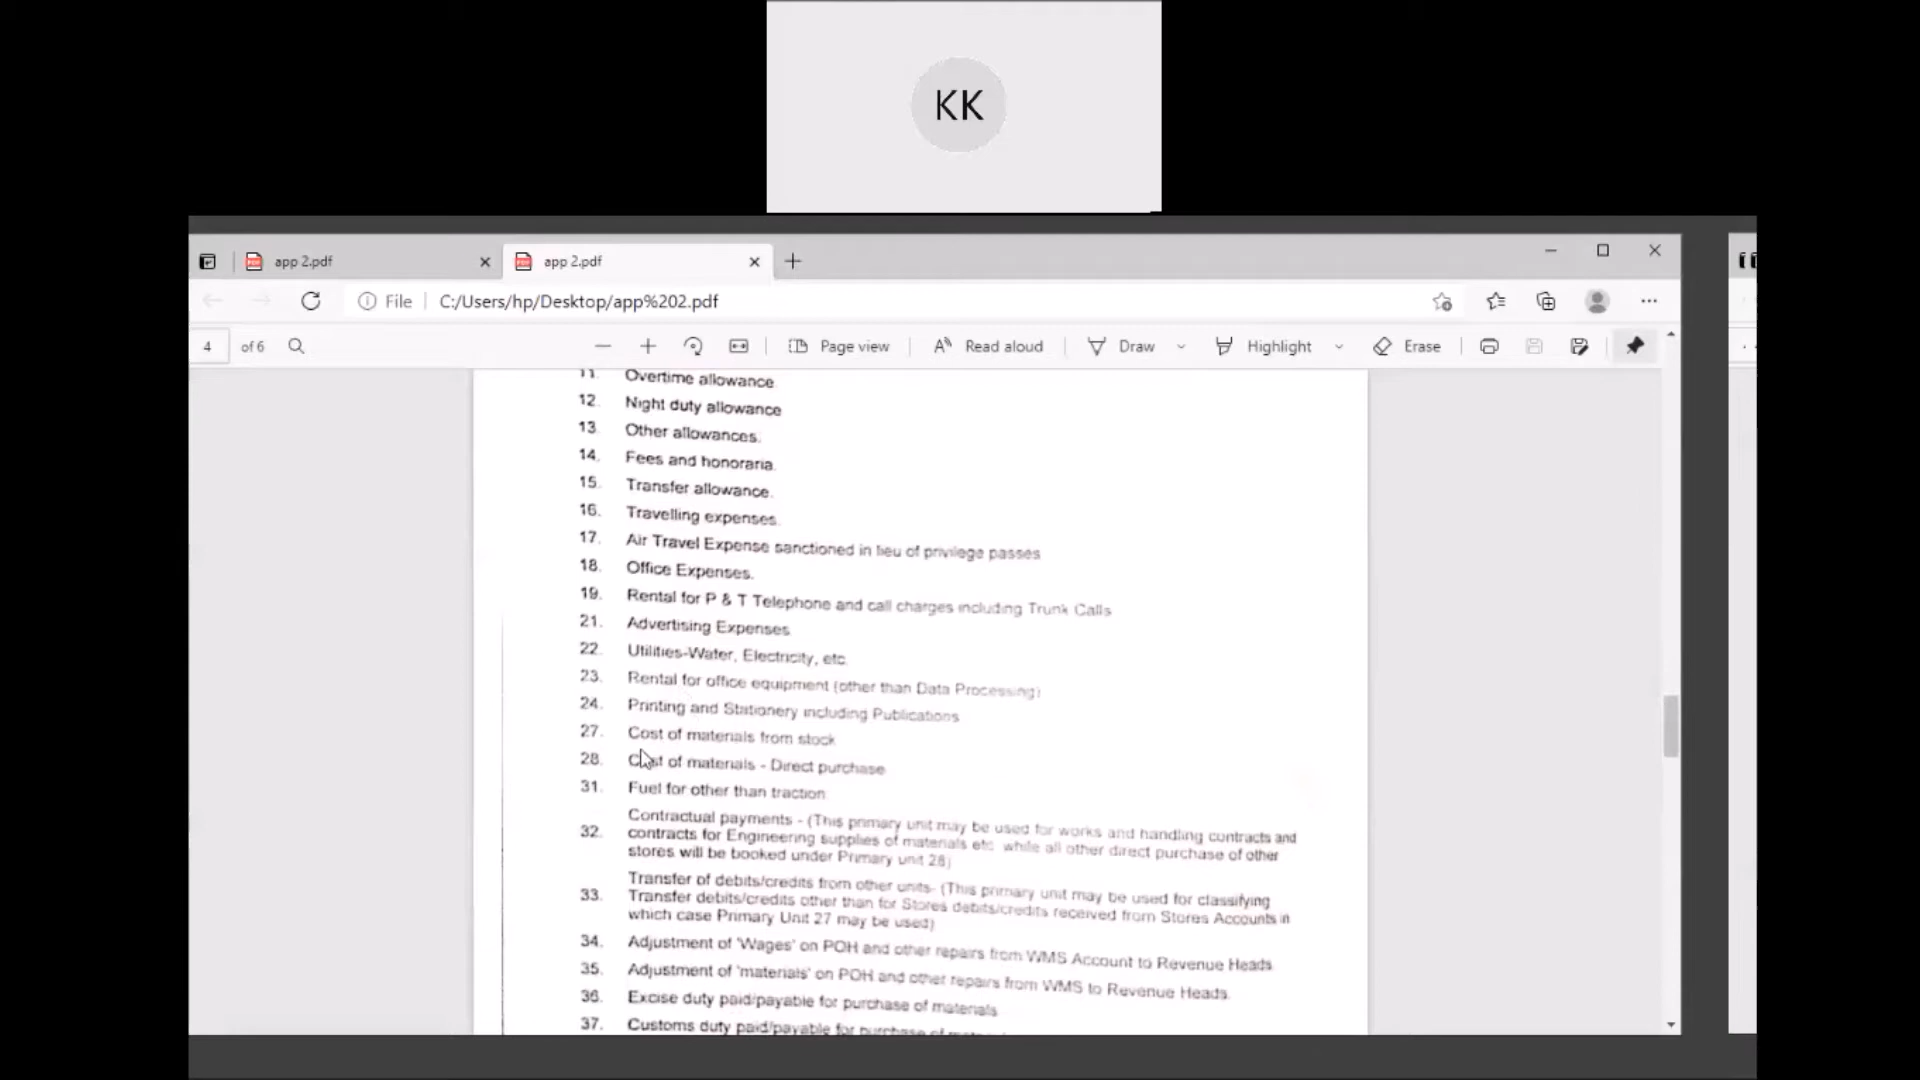 KK
app 2.pdf
app 2.pdf
File C:/Users/hp/Desktop/app%202.pdf
4 of 6 Page view Read aloud Draw Highlight Erase
11. Overtime allowance
12. Night duty allowance
13. Other allowances.
14. Fees and honoraria.
15. Transfer allowance.
16. Travelling expenses.
17. Air Travel Expense sanctioned in lieu of privilege passes
18. Office Expenses.
19. Rental for P & T Telephone and call charges including Trunk Calls
21. Advertising Expenses
22. Utilities-Water, Electricity, etc.
23. Rental for office equipment (other than Data Processing)
24. Printing and Stationery including Publications
27. Cost of materials from stock
28. Cost of materials - Direct purchase
31. Fuel for other than traction
Contractual payments - (This primary unit may be used for works and handling contracts and
32. contracts for Engineering supplies of materials etc. while all other direct purchase of other
stores will be booked under Primary unit 28)
Transfer of debits/credits from other units- (This primary unit may be used for classifying
33. Transfer debits/credits other than for Stores debits/credits received from Stores Accounts in
which case Primary Unit 27 may be used)
34. Adjustment of 'Wages' on POH and other repairs from WMS Account to Revenue Heads
35. Adjustment of 'materials' on POH and other repairs from WMS to Revenue Heads.
36. Excise duty paid/payable for purchase of materials
37. Customs duty paid/payable for purchase of